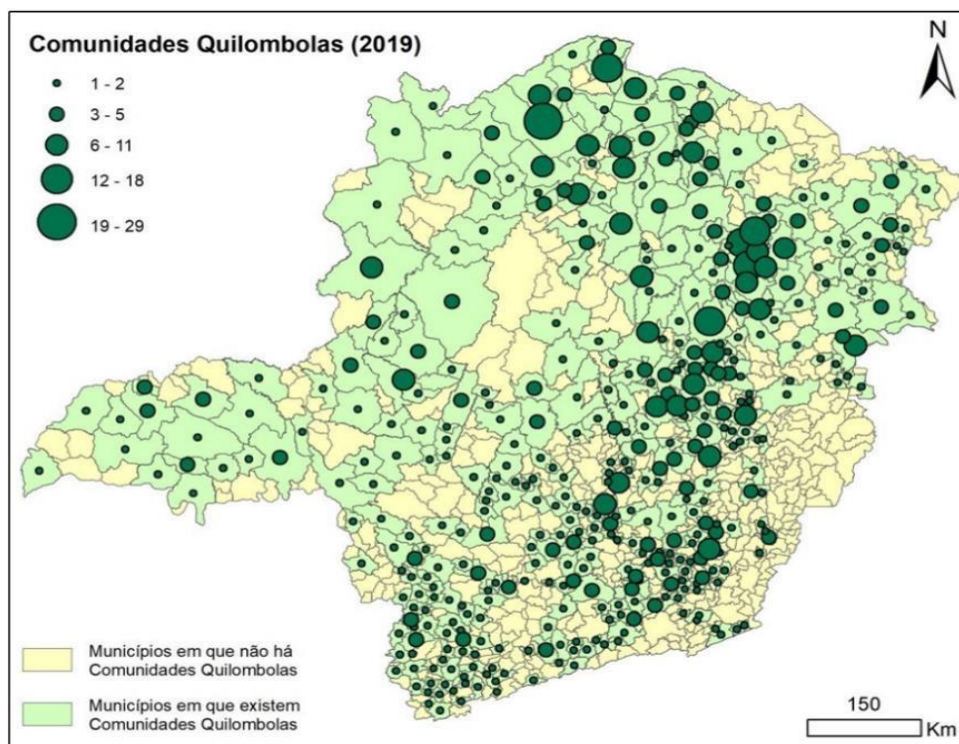 Comunidades Quilombolas (2019)
1 - 2
3 - 5
6 - 11
12 - 18
19 - 29
N
Municípios em que não há
Comunidades Quilombolas
Municípios em que existem
Comunidades Quilombolas
150
Km